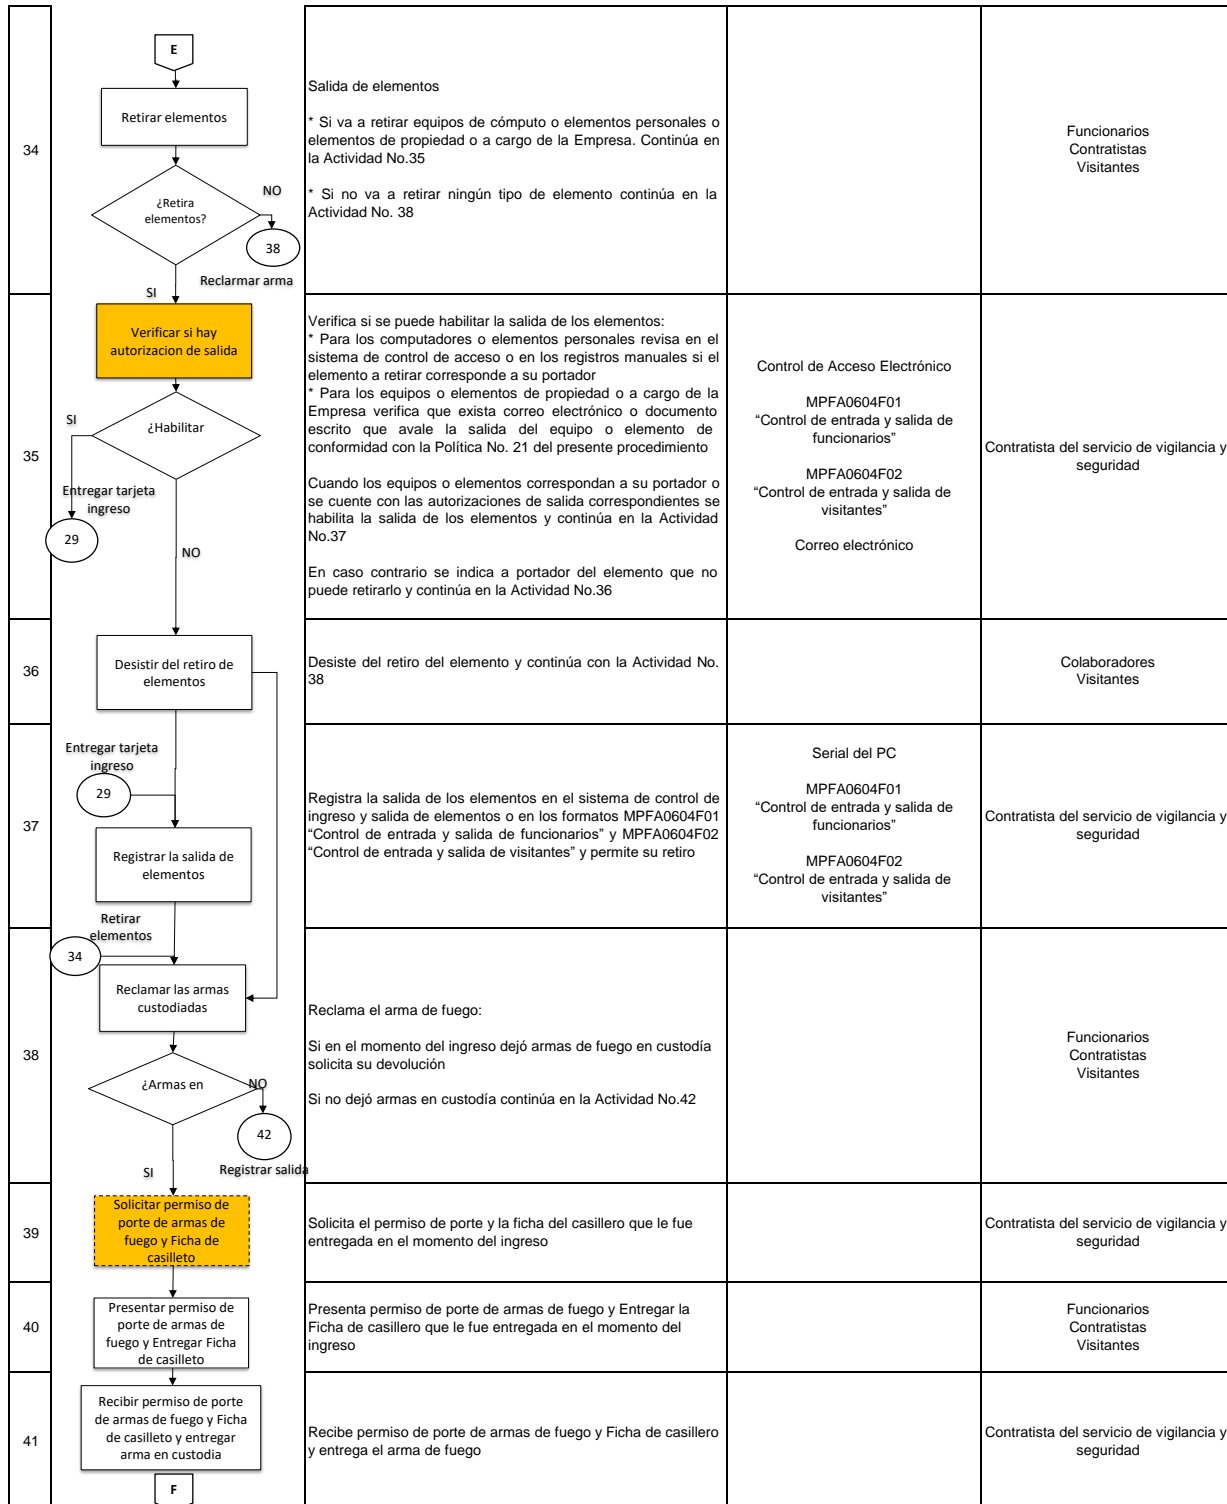 34
E
Retirar elementos
¿Retira
elementos?
NO
38
Reclarmar arma
SI
Salida de elementos
* Si va a retirar equipos de cómputo o elementos personales o
elementos de propiedad o a cargo de la Empresa. Continúa en
la Actividad No.35
* Si no va a retirar ningún tipo de elemento continúa en la
Actividad No. 38
Funcionarios
Contratistas
Visitantes
35
Verificar si hay
autorizacion de salida
SI
¿Habilitar
Entregar tarjeta
ingreso
29
NO
Verifica si se puede habilitar la salida de los elementos:
* Para los computadores o elementos personales revisa en el
sistema de control de acceso o en los registros manuales si el
elemento a retirar corresponde a su portador
* Para los equipos o elementos de propiedad o a cargo de la
Empresa verifica que exista correo electrónico o documento
escrito que avale la salida del equipo o elemento de
conformidad con la Política No. 21 del presente procedimiento
Cuando los equipos o elementos correspondan a su portador o
se cuente con las autorizaciones de salida correspondientes se
habilita la salida de los elementos y continúa en la Actividad
No.37
En caso contrario se indica a portador del elemento que no
puede retirarlo y continúa en la Actividad No.36
Control de Acceso Electrónico
MPFA0604F01
“Control de entrada y salida de
funcionarios”
MPFA0604F02
“Control de entrada y salida de
visitantes”
Correo electrónico
Contratista del servicio de vigilancia y
seguridad
36
Desistir del retiro de
elementos
Desiste del retiro del elemento y continúa con la Actividad No.
38
Colaboradores
Visitantes
37
Entregar tarjeta
ingreso
29
Registrar la salida de
elementos
Retirar
elementos
Registra la salida de los elementos en el sistema de control de
ingreso y salida de elementos o en los formatos MPFA0604F01
“Control de entrada y salida de funcionarios” y MPFA0604F02
“Control de entrada y salida de visitantes” y permite su retiro
Serial del PC
MPFA0604F01
“Control de entrada y salida de
funcionarios”
MPFA0604F02
“Control de entrada y salida de
visitantes”
Contratista del servicio de vigilancia y
seguridad
38
34
Reclamar las armas
custodiadas
¿Armas en
NO
42
Registrar salida
SI
Reclama el arma de fuego:
Si en el momento del ingreso dejó armas de fuego en custodía
solicita su devolución
Si no dejó armas en custodía continúa en la Actividad No.42
Funcionarios
Contratistas
Visitantes
39
Solicitar permiso de
porte de armas de
fuego y Ficha de
casilleto
Solicita el permiso de porte y la ficha del casillero que le fue
entregada en el momento del ingreso
Contratista del servicio de vigilancia y
seguridad
40
Presentar permiso de
porte de armas de
fuego y Entregar Ficha
de casilleto
Presenta permiso de porte de armas de fuego y Entregar la
Ficha de casillero que le fue entregada en el momento del
ingreso
Funcionarios
Contratistas
Visitantes
41
Recibir permiso de porte
de armas de fuego y Ficha
de casilleto y entregar
arma en custodia
F
Recibe permiso de porte de armas de fuego y Ficha de casillero
y entrega el arma de fuego
Contratista del servicio de vigilancia y
seguridad